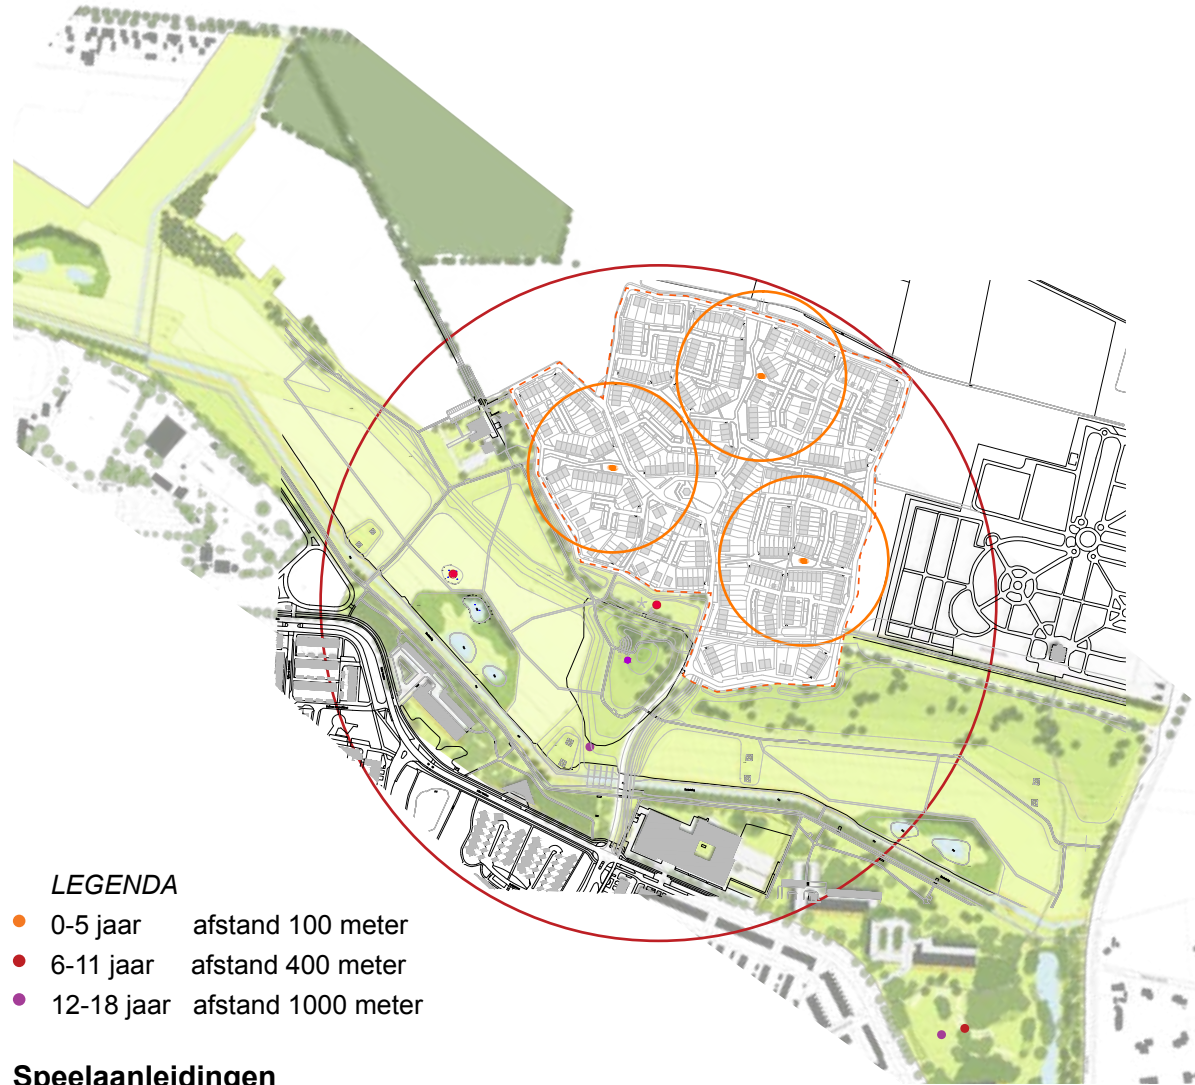 LEGENDA
0-5 jaar afstand 100 meter
6-11 jaar afstand 400 meter
12-18 jaar afstand 1000 meter
Speelaanleidingen